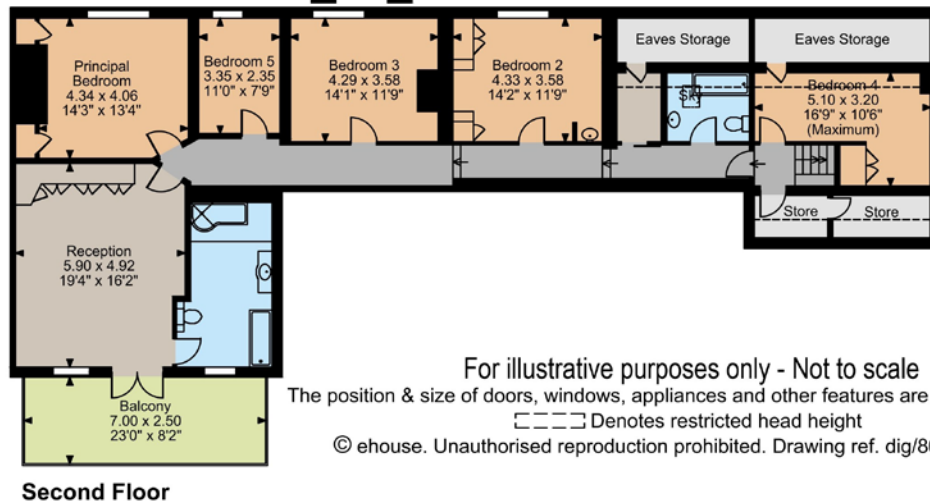 Principal
Bedroom
4.34 x 4.06
14'3" x 13'4"
Bedroom 5
3.35 x 2.35
11'0" x 7'9"
Bedroom 3
4.29 x 3.58
14'1" x 11'9"
Bedroom 2
4.33 x 3.58
14'2" x 11'9"
Eaves Storage
Eaves Storage
Sky
Bedroom 4
5.10 x 3.20
16'9" x 10'6"
(Maximum)
Store
Store
Reception
5.90 x 4.92
19'4" x 16'2"
Balcony
7.00 x 2.50
23'0" x 8'2"
For illustrative purposes only - Not to scale
The position & size of doors, windows, appliances and other features are
Denotes restricted head height
© ehouse. Unauthorised reproduction prohibited. Drawing ref. dig/8
Second Floor